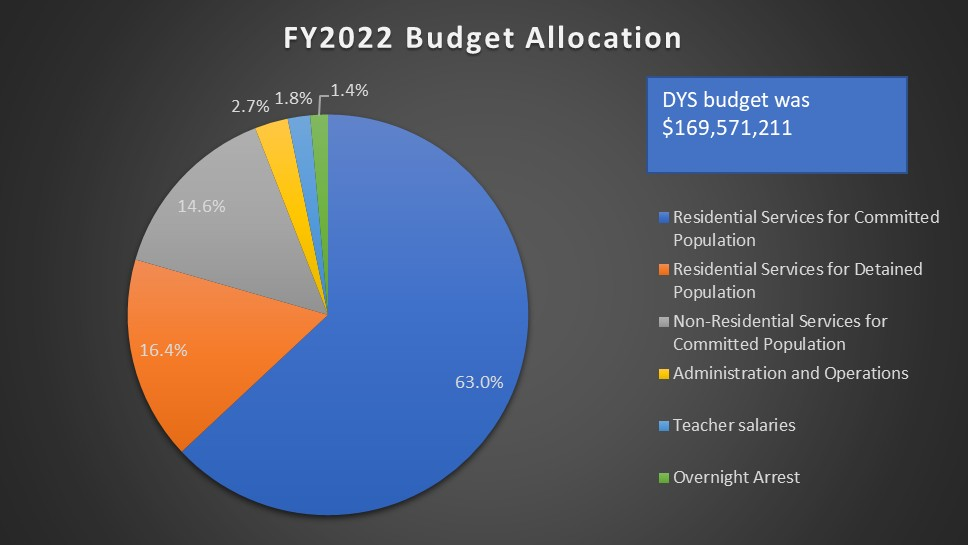 FY2022 Budget Allocation
2.7%
1.8%
1.4%
14.6%
16.4%
63.0%
DYS budget was
$169,571,211
Residential Services for Committed
Population
Residential Services for Detained
Population
Non-Residential Services for
Committed Population
Administration and Operations
Teacher salaries
Overnight Arrest